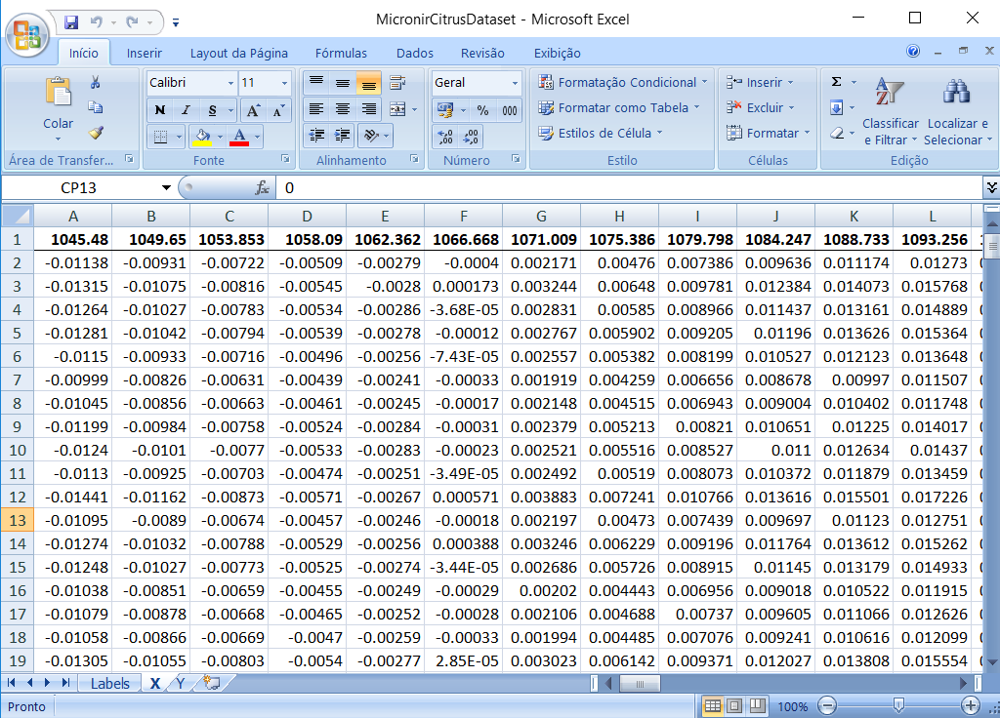 MicronirCitrusDataset - Microsoft Excel
Início Inserir Layout da Página Fórmulas Dados Revisão Exibição
Calibri 11 Geral Formatação Condicional Inserir Σ
Formatar como Tabela Excluir
Colar N I S A A % 000 Estilos de Célula Formatar Classificar e Filtrar Localizar e Selecionar
A ,0 ,00 ,00 ,0
Área de Transfer... Fonte Alinhamento Número Estilo Células Edição
CP13 fx 0
A B C D E F G H I J K L
1 1045.48 1049.65 1053.853 1058.09 1062.362 1066.668 1071.009 1075.386 1079.798 1084.247 1088.733 1093.256
2 -0.01138 -0.00931 -0.00722 -0.00509 -0.00279 -0.0004 0.002171 0.00476 0.007386 0.009636 0.011174 0.01273
3 -0.01315 -0.01075 -0.00816 -0.00545 -0.0028 0.000173 0.003244 0.00648 0.009781 0.012384 0.014073 0.015768
4 -0.01264 -0.01027 -0.00783 -0.00534 -0.00286 -3.68E-05 0.002831 0.00585 0.008966 0.011437 0.013161 0.014889
5 -0.01281 -0.01042 -0.00794 -0.00539 -0.00278 -0.00012 0.002767 0.005902 0.009205 0.01196 0.013626 0.015364
6 -0.0115 -0.00933 -0.00716 -0.00496 -0.00256 -7.43E-05 0.002557 0.005382 0.008199 0.010527 0.012123 0.013648
7 -0.00999 -0.00826 -0.00631 -0.00439 -0.00241 -0.00033 0.001919 0.004259 0.006656 0.008678 0.00997 0.011507
8 -0.01045 -0.00856 -0.00663 -0.00461 -0.00245 -0.00017 0.002148 0.004515 0.006943 0.009004 0.010402 0.011748
9 -0.01199 -0.00984 -0.00758 -0.00524 -0.00284 -0.00031 0.002379 0.005213 0.00821 0.010651 0.01225 0.014017
10 -0.0124 -0.0101 -0.0077 -0.00533 -0.00283 -0.00023 0.002521 0.005516 0.008527 0.011 0.012634 0.01437
11 -0.0113 -0.00925 -0.00703 -0.00474 -0.00251 -3.49E-05 0.002492 0.00519 0.008073 0.010372 0.011879 0.013459
12 -0.01441 -0.01162 -0.00873 -0.00571 -0.00267 0.000571 0.003883 0.007241 0.010766 0.013616 0.015501 0.017226
13 -0.01095 -0.0089 -0.00674 -0.00457 -0.00246 -0.00018 0.002197 0.00473 0.007439 0.009697 0.01123 0.012751
14 -0.01274 -0.01032 -0.00788 -0.00529 -0.00256 0.000388 0.003246 0.006229 0.009196 0.011764 0.013612 0.015262
15 -0.01248 -0.01027 -0.00773 -0.00525 -0.00274 -3.44E-05 0.002686 0.005726 0.008915 0.01145 0.013179 0.014933
16 -0.01038 -0.00851 -0.00659 -0.00455 -0.00249 -0.00029 0.00202 0.004443 0.006956 0.009018 0.010522 0.011915
17 -0.01079 -0.00878 -0.00668 -0.00465 -0.00252 -0.00028 0.002106 0.004688 0.00737 0.009605 0.011066 0.012626
18 -0.01058 -0.00866 -0.00669 -0.0047 -0.00259 -0.00033 0.001994 0.004485 0.007076 0.009241 0.010616 0.012099
19 -0.01305 -0.01055 -0.00803 -0.0054 -0.00277 2.85E-05 0.003023 0.006142 0.009371 0.012027 0.013808 0.015554
Labels X Y
Pronto 100%